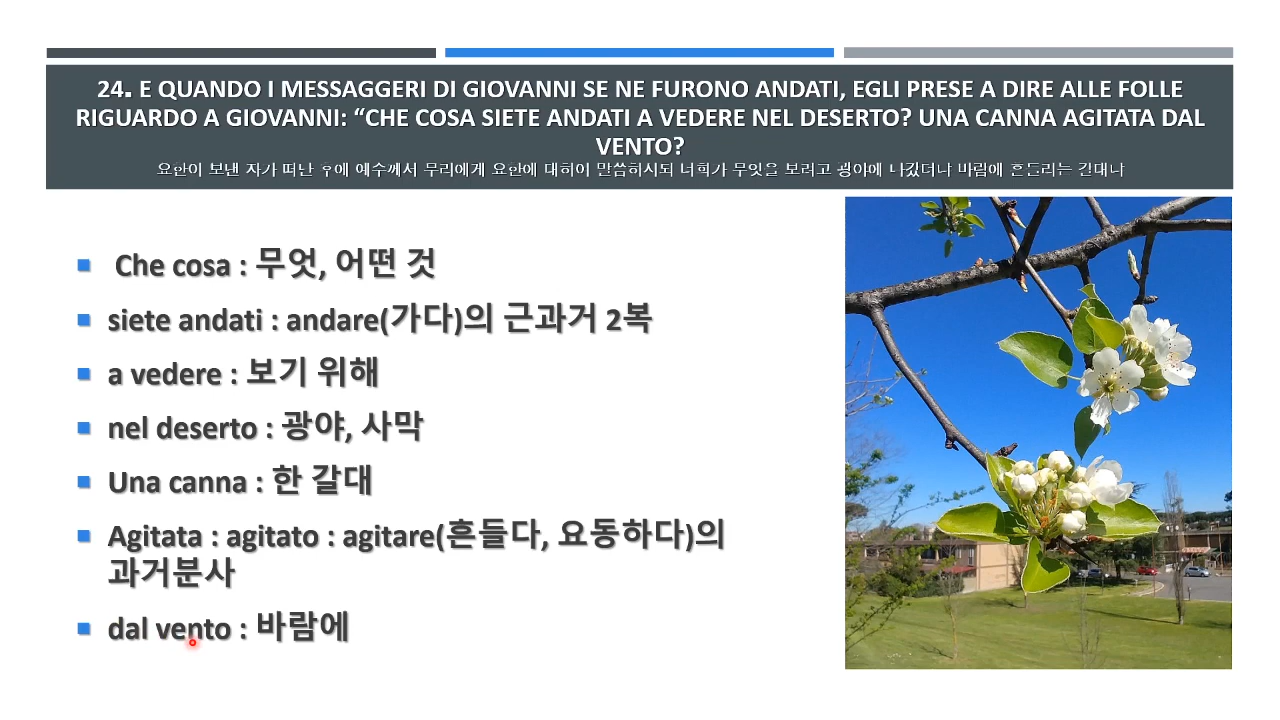 24. E QUANDO I MESSAGGERI DI GIOVANNI SE NE FURONO ANDATI, EGLI PRESE A DIRE ALLE FOLLE
RIGUARDO A GIOVANNI: “CHE COSA SIETE ANDATI A VEDERE NEL DESERTO? UNA CANNA AGITATA DAL
VENTO?
요한이 보낸 자가 떠난 후에 예수께서 무리에게 요한에 대하여 말씀하시되 너희가 무엇을 보려고 광야에 나갔더냐 바람에 흔들리는 갈대냐
Che cosa : 무엇, 어떤 것
siete andati : andare(가다)의 근과거 2복
a vedere : 보기 위해
nel deserto : 광야, 사막
Una canna : 한 갈대
Agitata : agitato : agitare(흔들다, 요동하다)의
과거분사
dal vento : 바람에